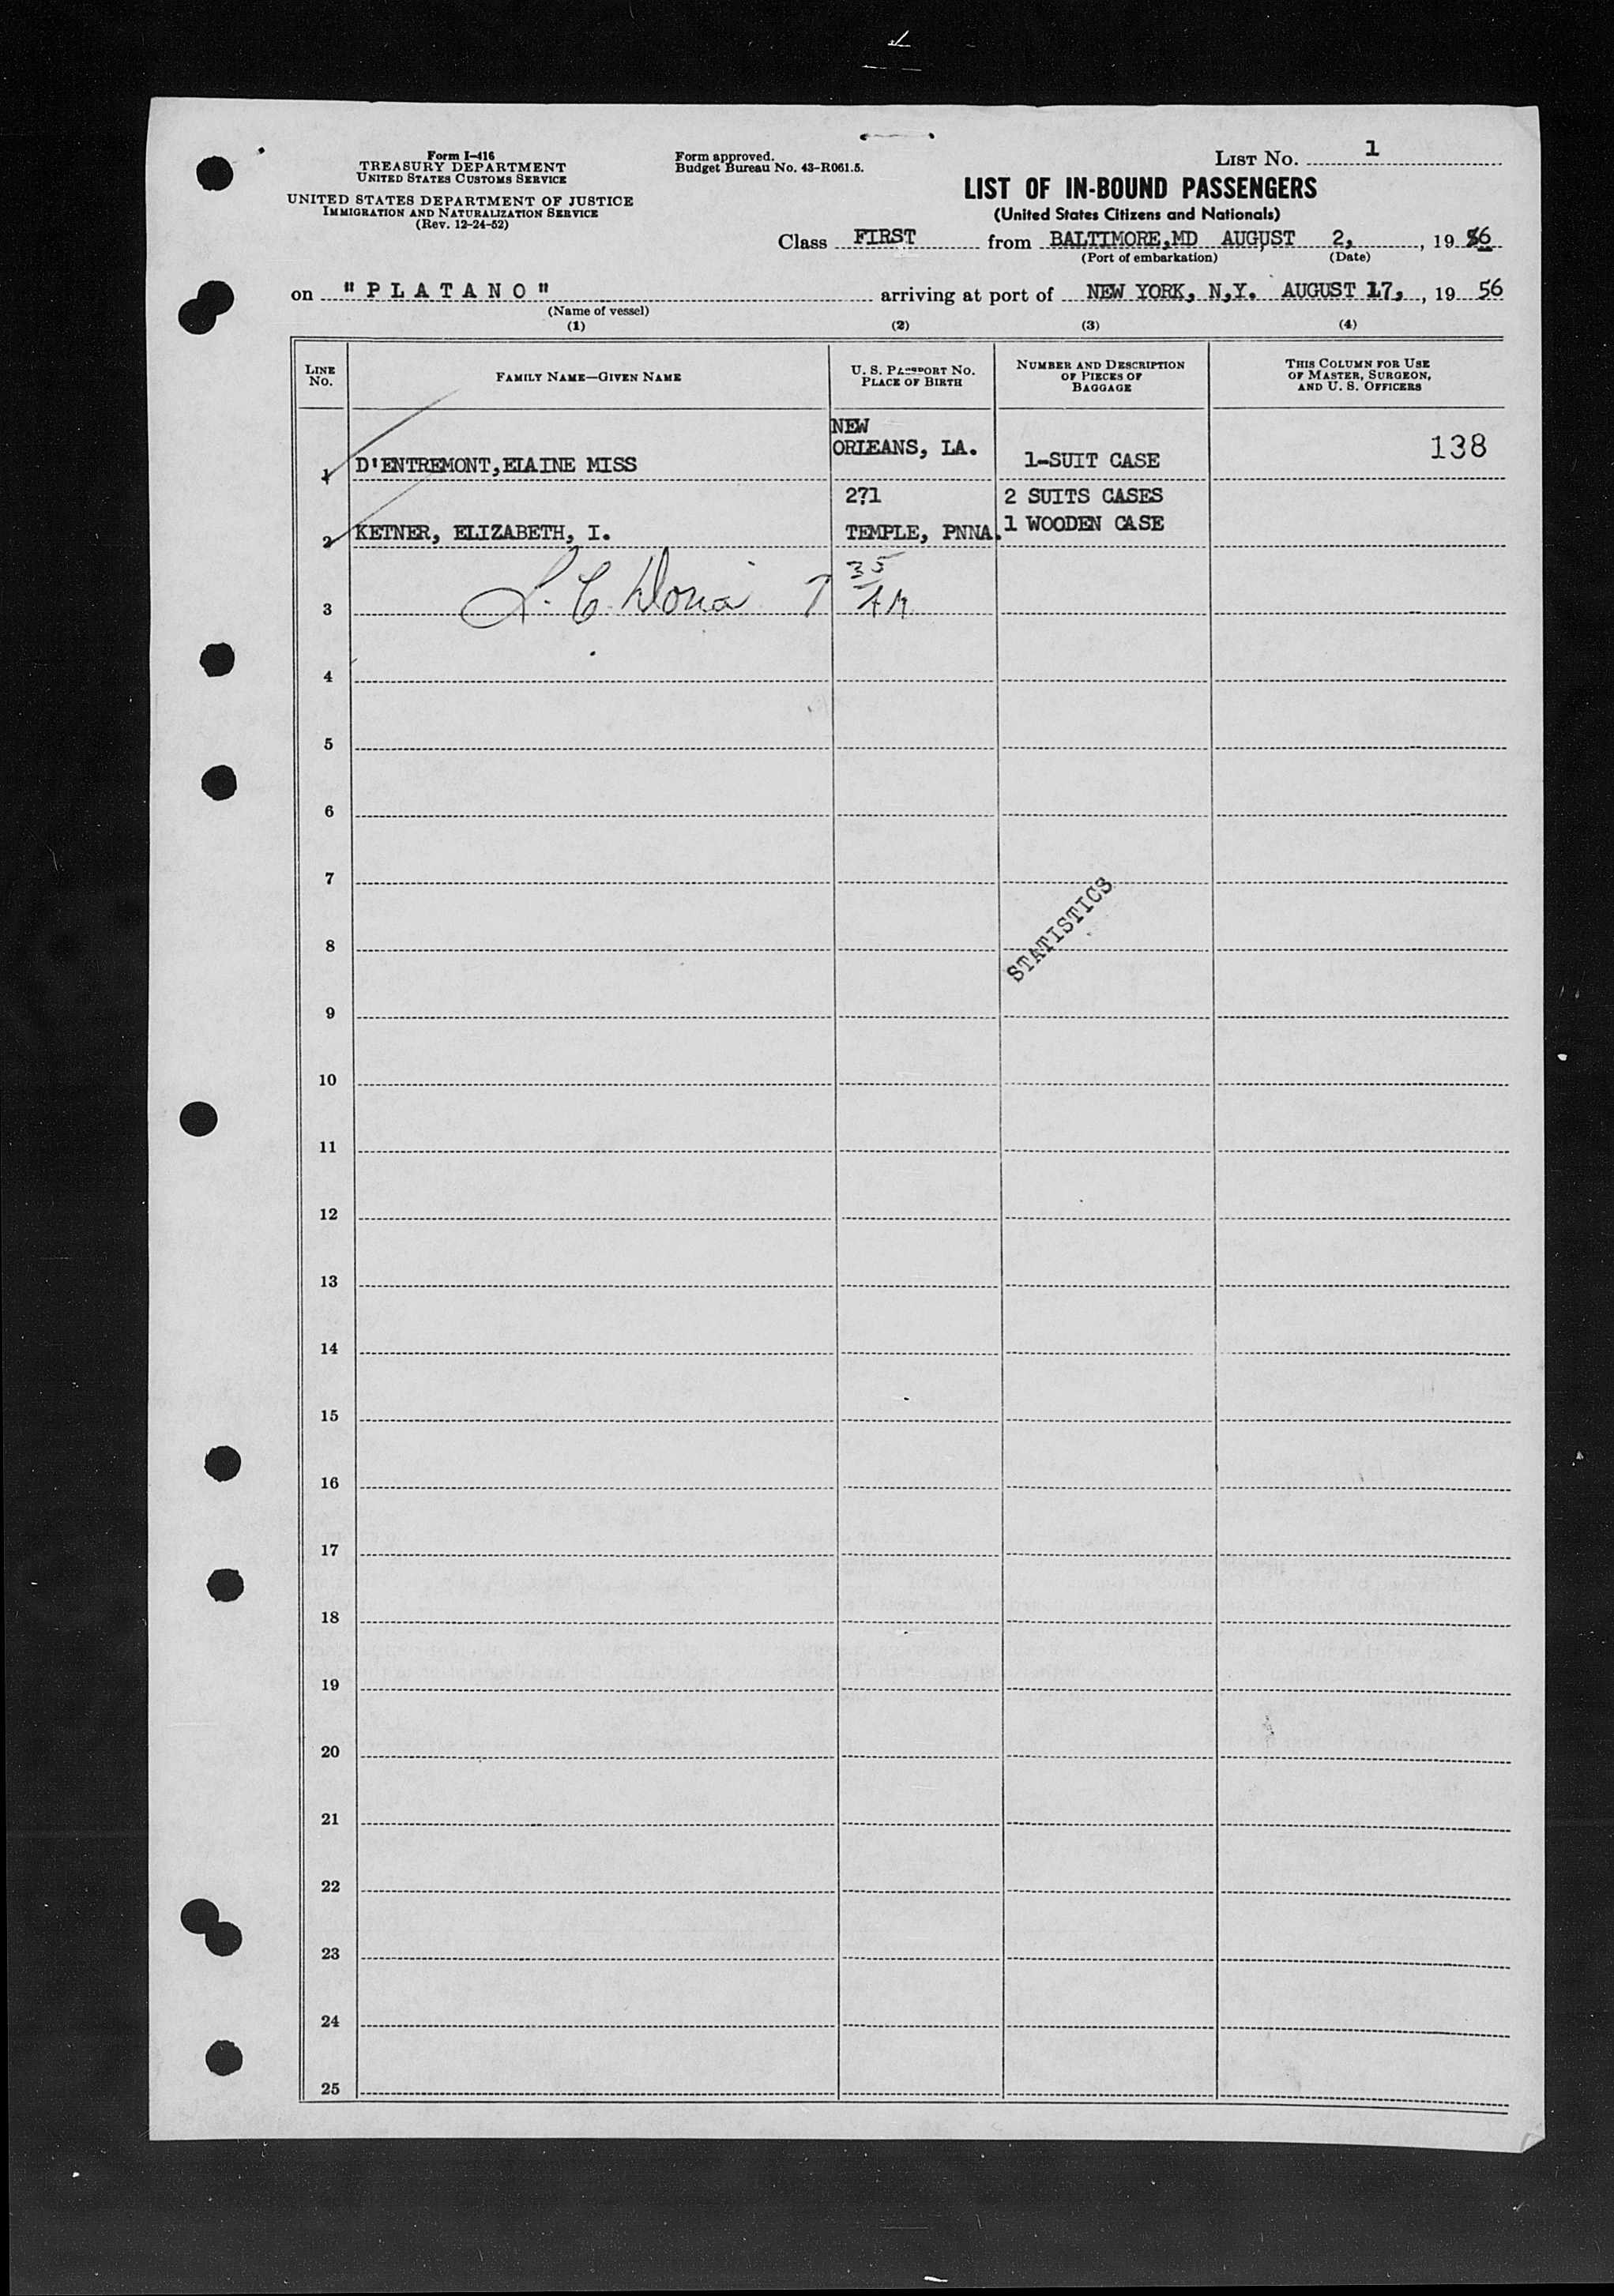 Form I-416
TREASURY DEPARTMENT
UNITED STATES CUSTOMS SERVICE
UNITED STATES DEPARTMENT OF JUSTICE
IMMIGRATION AND NATURALIZATION SERVICE
(Rev. 12-24-52)
Form approved.
Budget Bureau No. 43-R061.5.
LIST No. 1
LIST OF IN-BOUND PASSENGERS
(United States Citizens and Nationals)
Class FIRST from BALTIMORE,MD AUGUST 2, , 19 56
(Port of embarkation) (Date)
on "PLATANO" arriving at port of NEW YORK, N,Y. AUGUST 17, , 19 56
(Name of vessel)
(1) (2) (3) (4)
LINE No. FAMILY NAME—GIVEN NAME U. S. PASSPORT NO. PLACE OF BIRTH NUMBER AND DESCRIPTION OF PIECES OF BAGGAGE THIS COLUMN FOR USE OF MASTER, SURGEON, AND U. S. OFFICERS
NEW
ORLEANS, LA.
1 D'ENTREMONT,ELAINE MISS 1-SUIT CASE 138
271 2 SUITS CASES
2 KETNER, ELIZABETH, I. TEMPLE, PNNA. 1 WOODEN CASE
35
3
4
5
6
7
STATISTICS
8
9
10
11
12
13
14
15
16
17
18
19
20
21
22
23
24
25